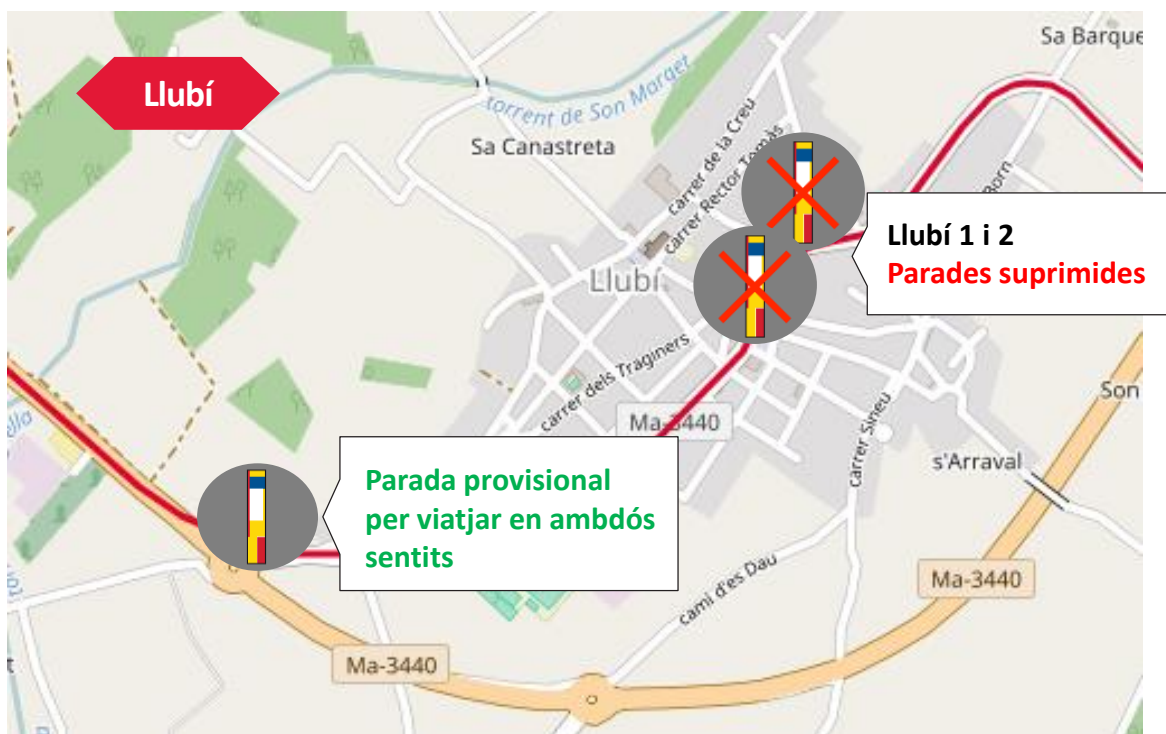 Llubí
Sa Barque
torrent de Son Marget
Sa Canastreta
carrer de la Creu
carrer Rector Tomàs
Born
Llubí 1 i 2
Parades suprimides
Llubí
carrer dels Traginers
Ma-3440
Son
carrer Sineu
s'Arraval
Parada provisional
per viatjar en ambdós
sentits
camí d'es Dau
Ma-3440
Ma-3440